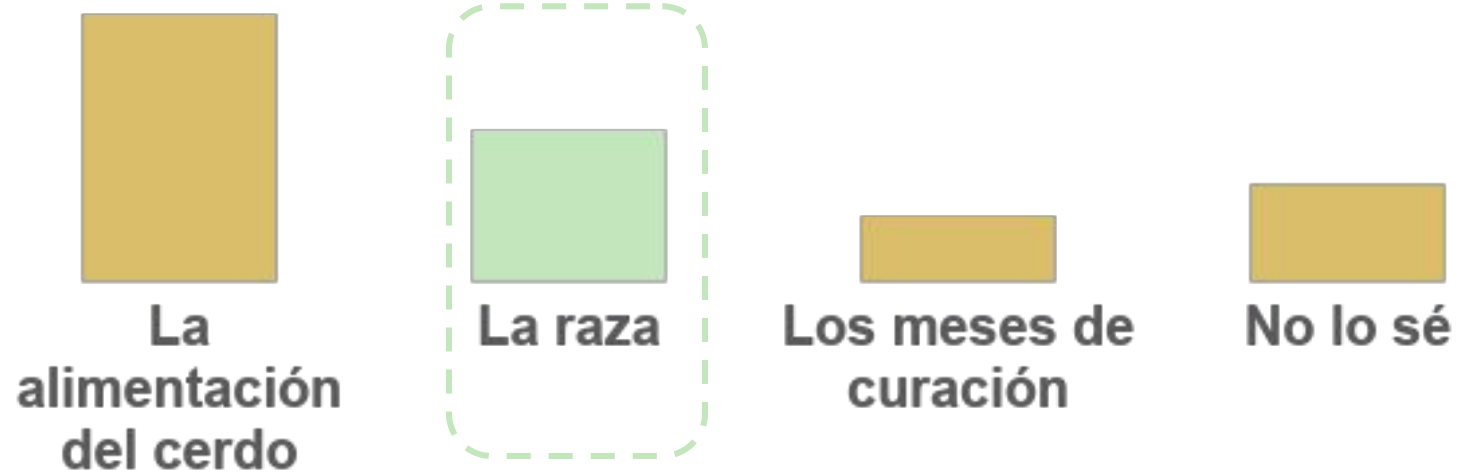 La
alimentación
del cerdo
La raza
Los meses de
curación
No lo sé